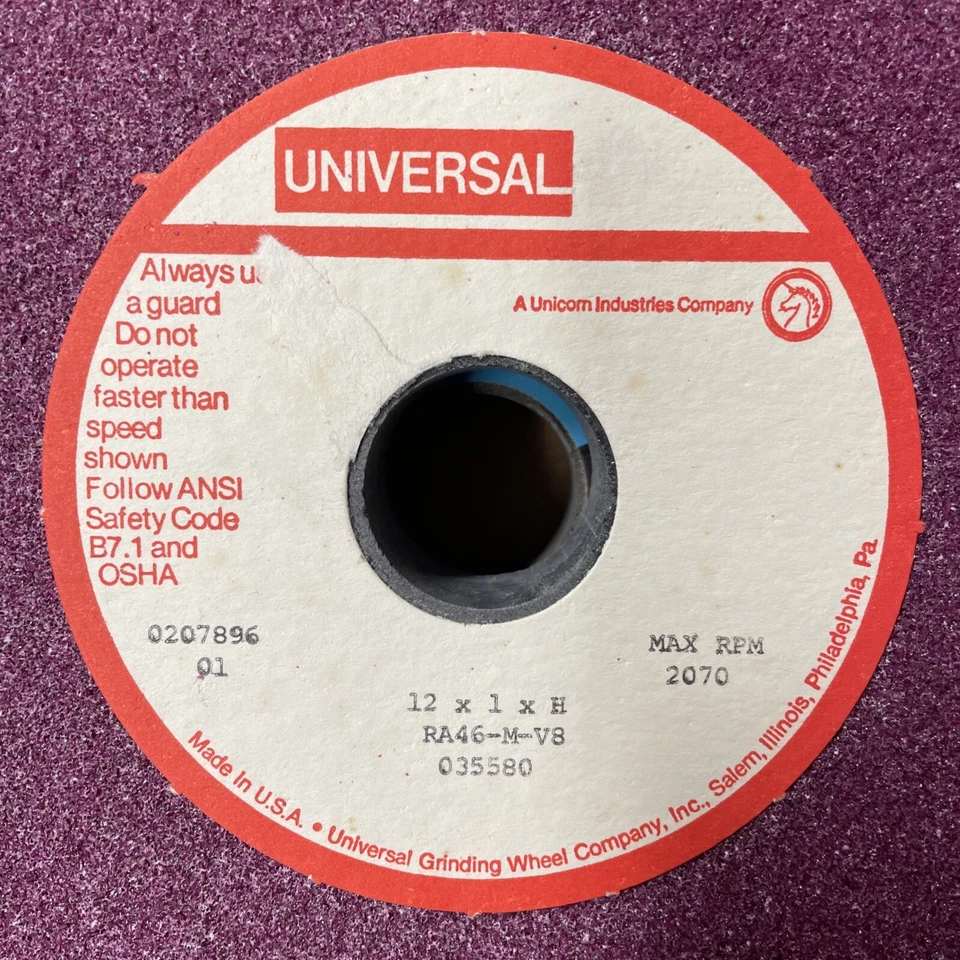 UNIVERSAL
Always
a guard
Do not
operate
faster than
speed
shown
Follow ANSI
Safety Code
B7.1 and
OSHA
A Unicorn Industries Company
0207896
01
MAX RPM
2070
12 x 1 x H
RA46-M-V8
035580
Made in U.S.A. • Universal Grinding Wheel Company, Inc., Salem, Illinois, Philadelphia, Pa.